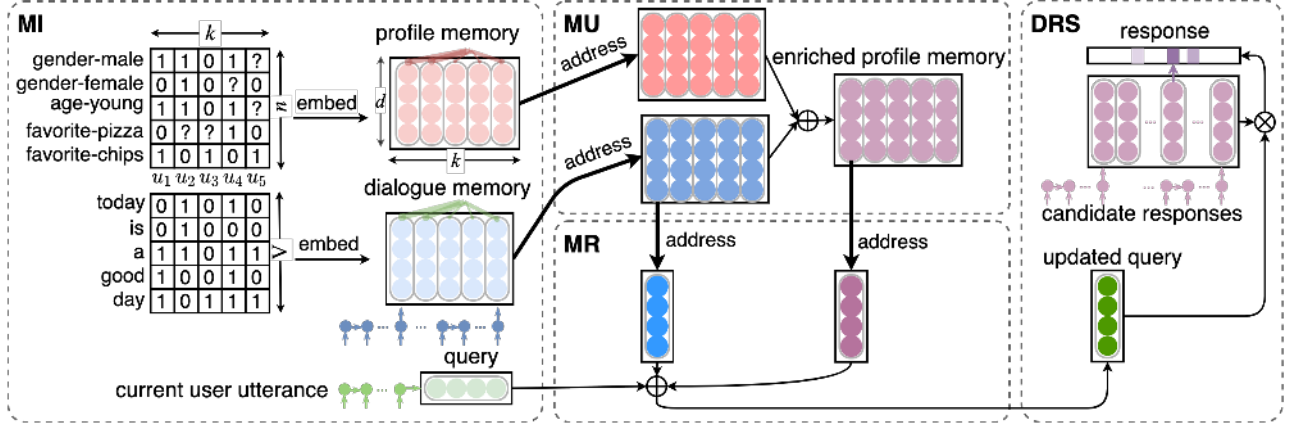 MI
k
gender-male 1 1 0 1 ?
gender-female 0 1 0 ? 0
age-young 1 1 0 1 ?
favorite-pizza 0 ? ? 1 0
favorite-chips 1 0 1 0 1
n
embed
u1 u2 u3 u4 u5
today 0 1 0 1 0
is 0 1 0 0 0
a 1 1 0 1 1
good 0 1 0 1 0
day 1 0 1 1 1
V
embed
profile memory
d
k
dialogue memory
... ...
query
current user utterance
...
MU
address
address
enriched profile memory
MR
address
address
DRS
response
... ...
... ...
candidate responses
updated query